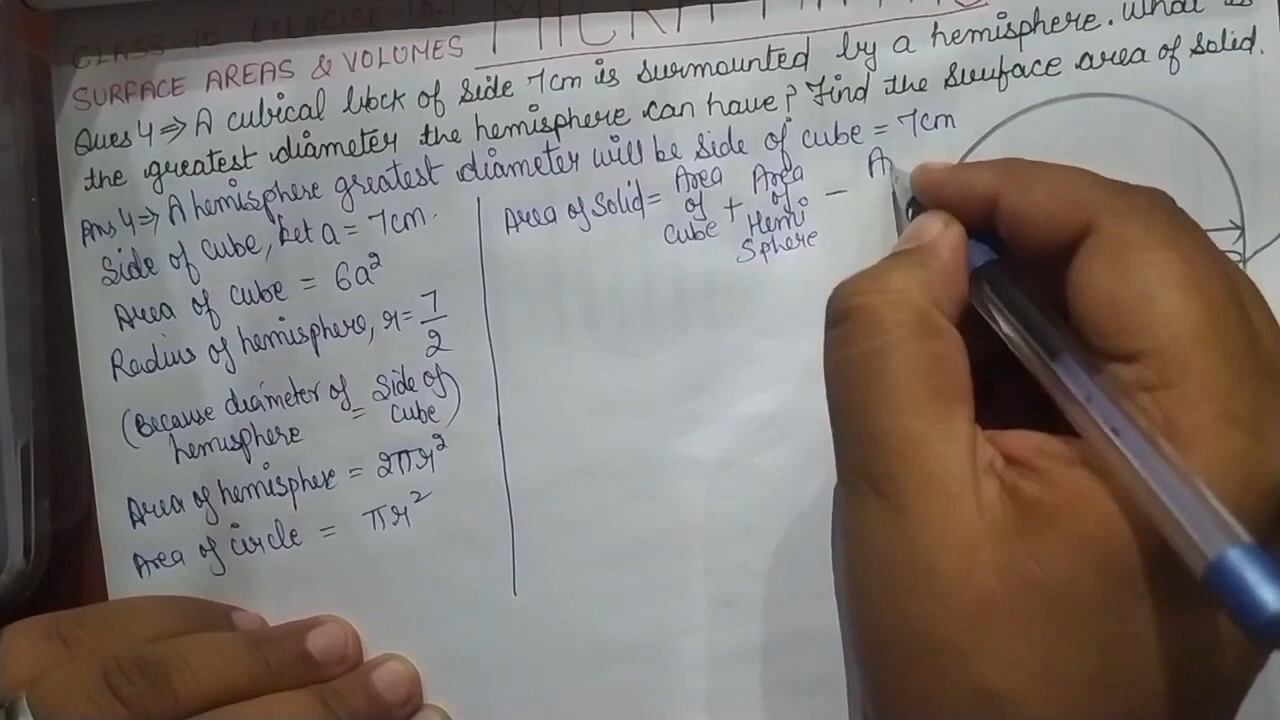 CLASS 10 EXERCISE
SURFACE AREAS & VOLUMES
Ques 4 ⇒ A cubical block of side 7cm is surmounted by a hemisphere. What is
the greatest diameter the hemisphere can have? Find the surface area of solid.
Ans 4 ⇒ A hemisphere greatest diameter will be side of cube = 7cm
Side of cube, Let a = 7cm.
Area of cube = 6a²
Radius of hemisphere, r = 7/2
(Because diameter of hemisphere = Side of cube)
Area of hemisphere = 2πr²
Area of circle = πr²
Area of Solid = Area of Cube + Area of Hemi Sphere - A